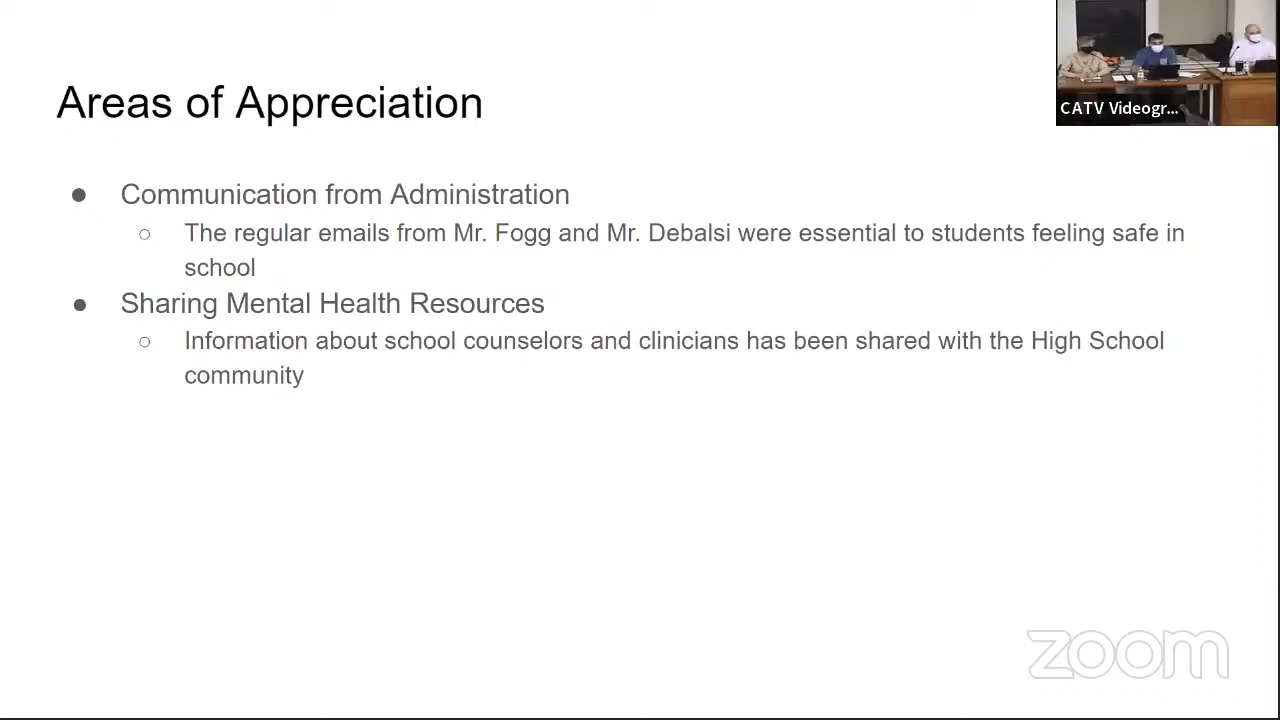 Areas of Appreciation
CATV Videogr...
● Communication from Administration
○ The regular emails from Mr. Fogg and Mr. Debalsi were essential to students feeling safe in
school
● Sharing Mental Health Resources
○ Information about school counselors and clinicians has been shared with the High School
community
zoom